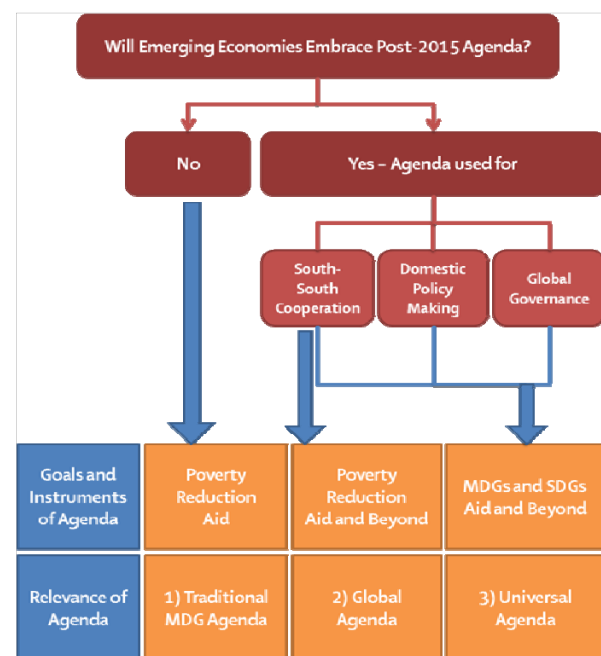 Will Emerging Economies Embrace Post-2015 Agenda?
No
Yes – Agenda used for
South-
South
Cooperation
Domestic
Policy
Making
Global
Governance
Goals and
Instruments
of Agenda
Poverty
Reduction
Aid
Poverty
Reduction
Aid and Beyond
MDGs and SDGs
Aid and Beyond
Relevance of
Agenda
1) Traditional
MDG Agenda
2) Global
Agenda
3) Universal
Agenda